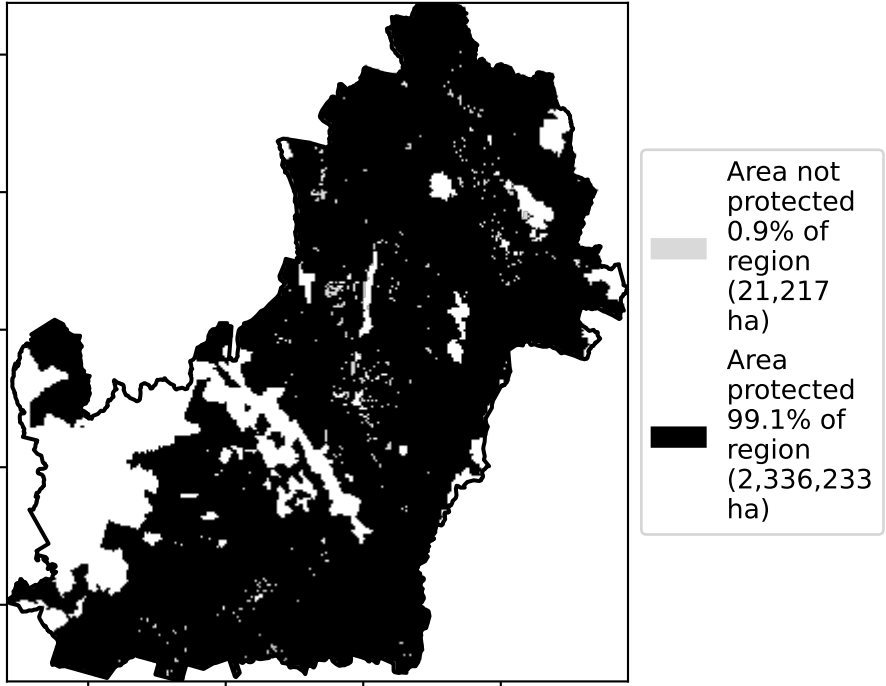 Area not
protected
0.9% of
region
(21,217
ha)
Area
protected
99.1% of
region
(2,336,233
ha)